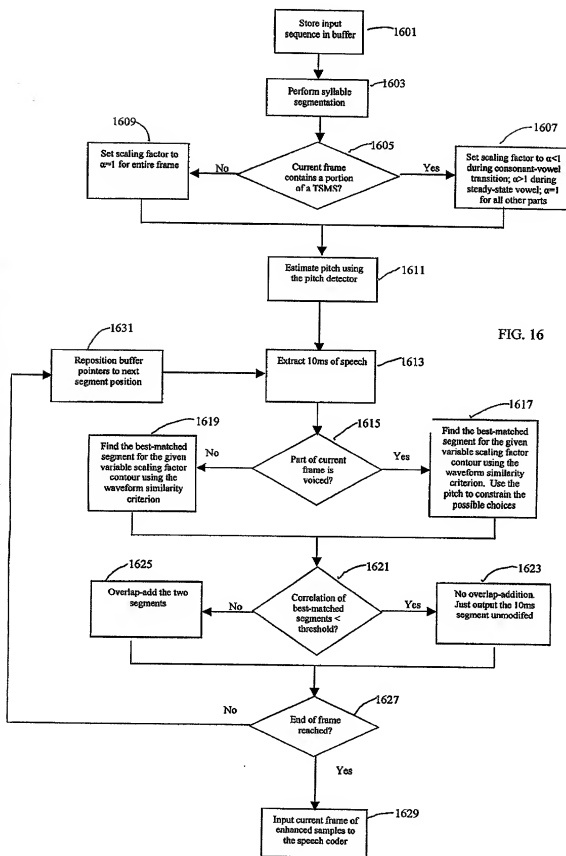 Store input
sequence in buffer
1601
Perform syllable
segmentation
1603
1609
Set scaling factor to
α=1 for entire frame
No
1605
Current frame
contains a portion
of a TSMS?
Yes
1607
Set scaling factor to α<1
during consonant-vowel
transition; α>1 during
steady-state vowel; α=1
for all other parts
Estimate pitch using
the pitch detector
1611
FIG. 16
1631
Reposition buffer
pointers to next
segment position
Extract 10ms of speech
1613
1619
Find the best-matched
segment for the given
variable scaling factor
contour using the
waveform similarity
criterion
No
1615
Part of current
frame is
voiced?
Yes
1617
Find the best-matched
segment for the given
variable scaling factor
contour using the
waveform similarity
criterion. Use the
pitch to constrain the
possible choices
1625
Overlap-add the two
segments
No
1621
Correlation of
best-matched
segments <
threshold?
Yes
1623
No overlap-addition.
Just output the 10ms
segment unmodifed
No
1627
End of frame
reached?
Yes
Input current frame of
enhanced samples to
the speech coder
1629